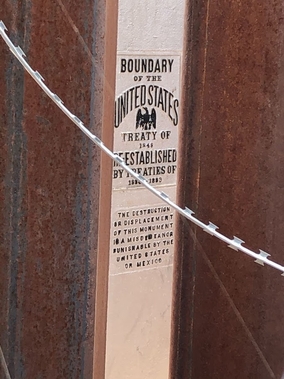 BOUNDARY
OF THE
UNITED STATES
TREATY OF
1848
RE-ESTABLISHED
BY TREATIES OF
THE DESTRUCTION
OR DISPLACEMENT
OF THIS MONUMENT
IS A MISDEMEANOR
PUNISHABLE BY THE
UNITED STATES
OR MEXICO